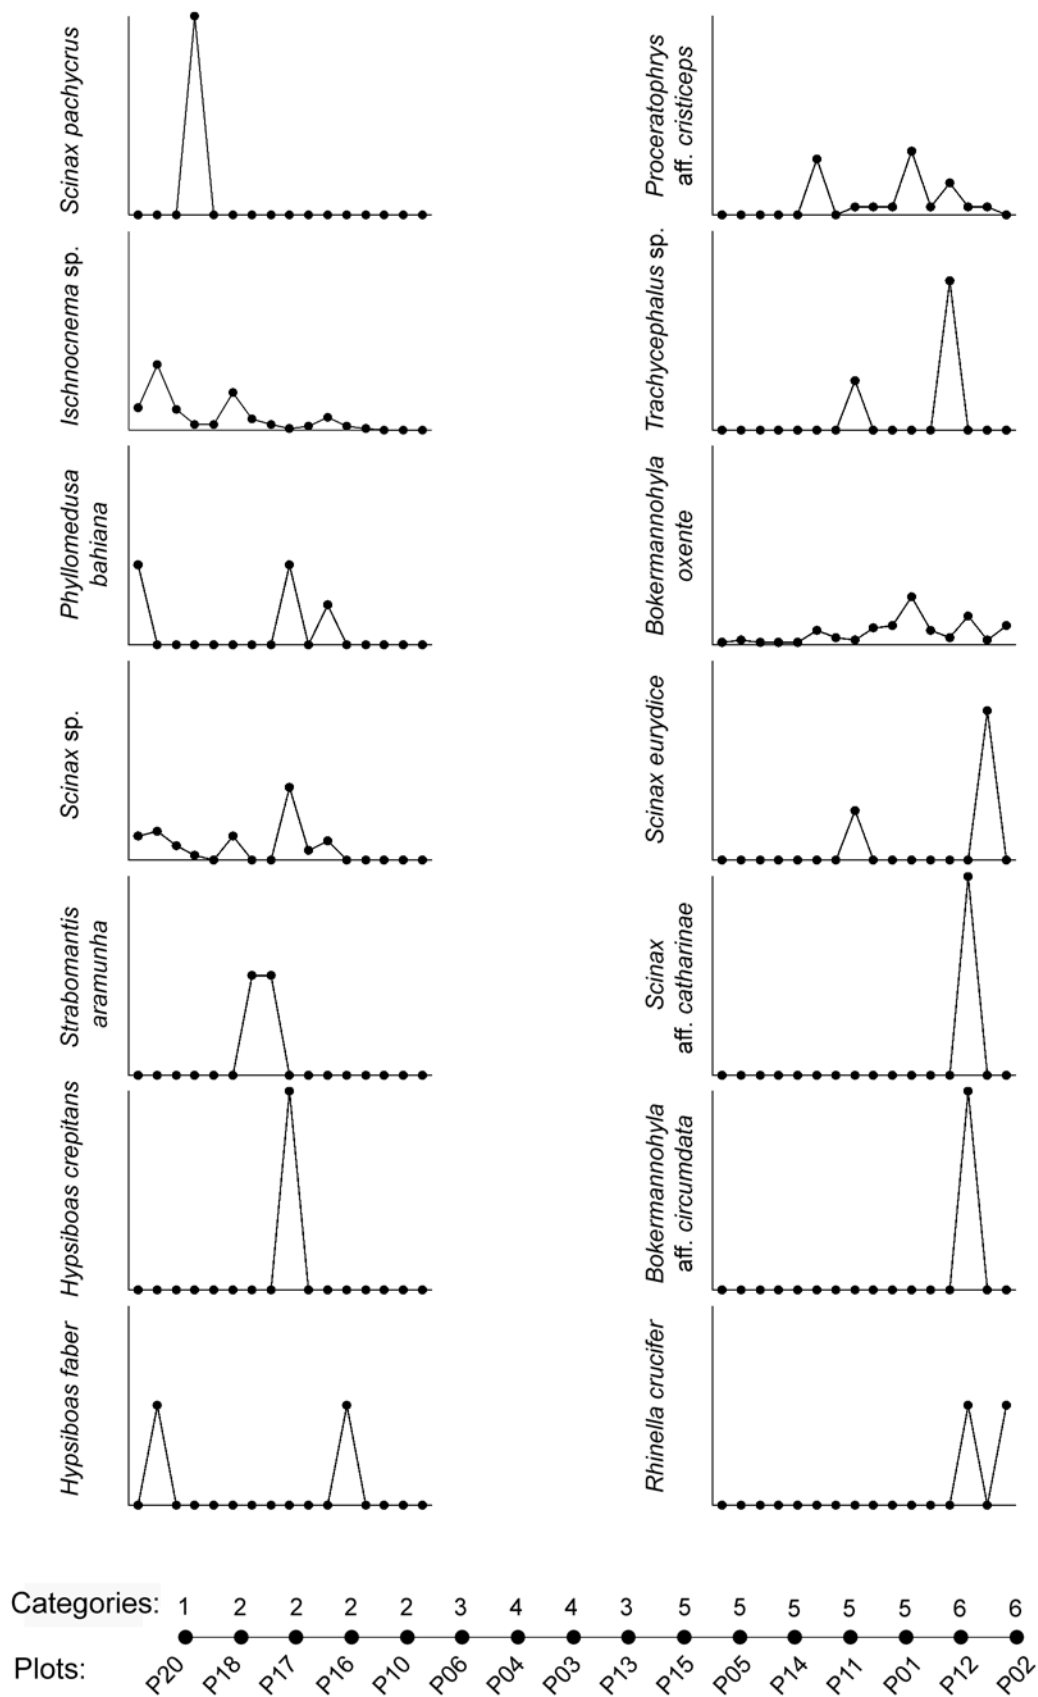 Scinax pachycrus
Ischnocnema sp.
Phyllomedusa
bahiana
Scinax sp.
Strabomantis
aramunha
Hypsiboas crepitans
Hypsiboas faber
Proceratophrys
aff. cristiceps
Trachycephalus sp.
Bokermannohyla
oxente
Scinax eurydice
Scinax
aff. catharinae
Bokermannohyla
aff. circumdata
Rhinella crucifer
Categories: 1 2 2 2 2 3 4 4 3 5 5 5 5 5 6 6
Plots: P20 P18 P17 P16 P10 P06 P04 P03 P13 P15 P05 P14 P11 P01 P12 P02